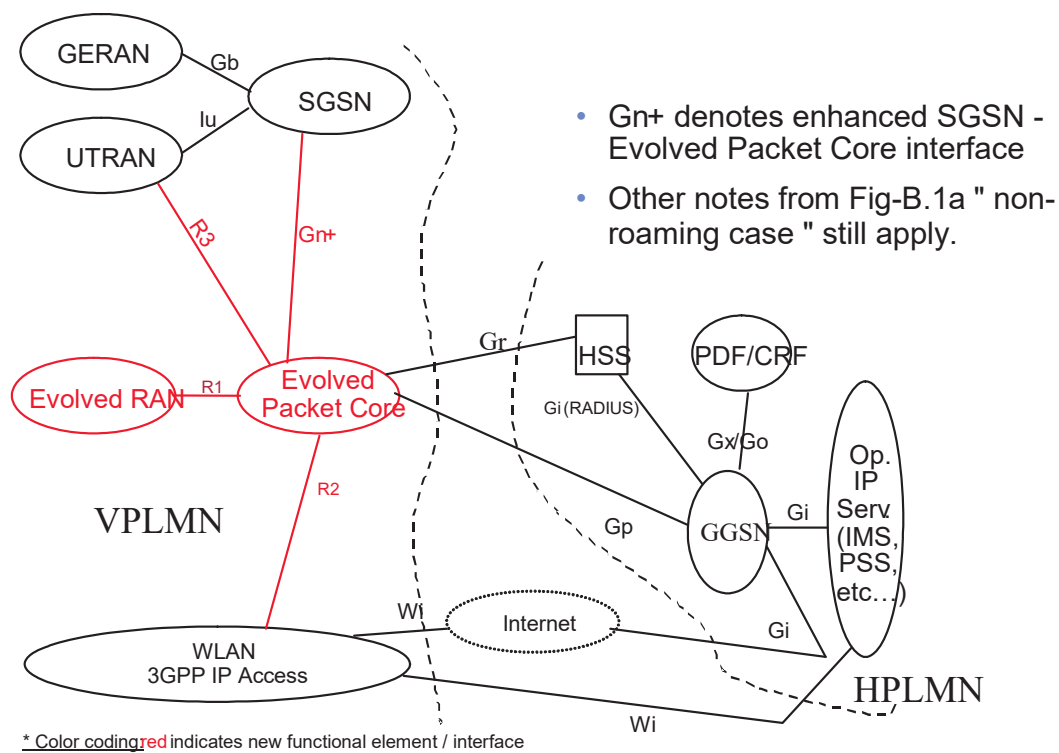 GERAN
Gb
SGSN
Iu
UTRAN
• Gn+ denotes enhanced SGSN -
Evolved Packet Core interface
• Other notes from Fig-B.1a " non-
roaming case " still apply.
R3
Gn+
Gr
HSS
PDF/CRF
Evolved RAN
R1
Evolved
Packet Core
Gi (RADIUS)
Gx/Go
Op.
IP
Serv.
(IMS,
PSS,
etc…)
R2
VPLMN
Gp
GGSN
Gi
Internet
Gi
WLAN
3GPP IP Access
HPLMN
Wi
* Color coding: red indicates new functional element / interface